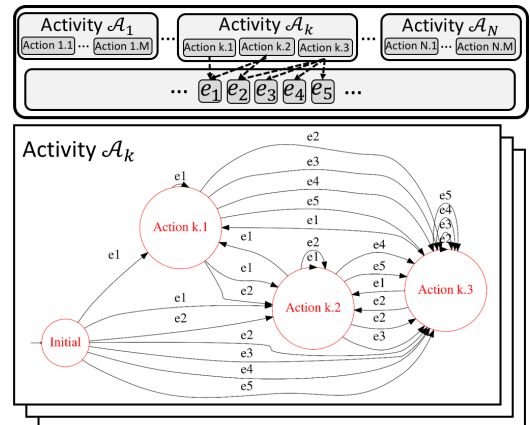 Activity 𝒜1 ... Activity 𝒜k ... Activity 𝒜N
Action 1.1 ... Action 1.M Action k.1 Action k.2 Action k.3 Action N.1 ... Action N.M
... e1 e2 e3 e4 e5 ...
Activity 𝒜k
e2
e3
e4
e5
e1
e1
Action k.1
e5
e4
e3
e2
e1
e1
e1
e2
e2
e1
e4
e5
e1
e2
e2
e3
Action k.2
Action k.3
e1
e2
Initial
e2
e3
e4
e5